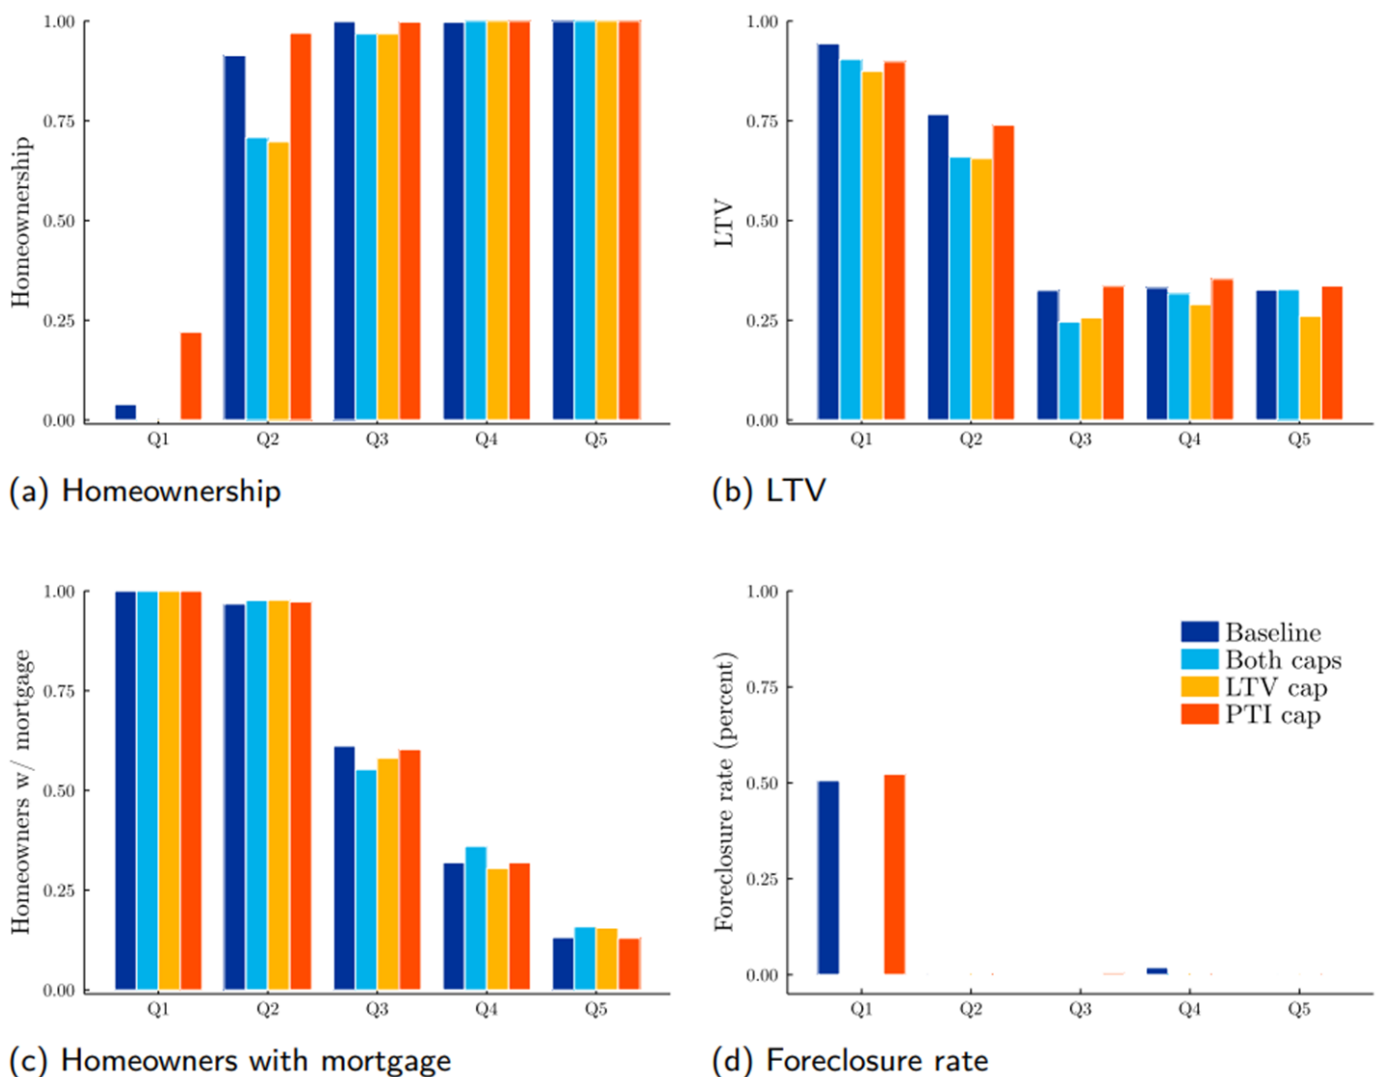 1.00
0.75
0.50
0.25
0.00
Homeownership
Q1 Q2 Q3 Q4 Q5
(a) Homeownership
1.00
0.75
0.50
0.25
0.00
LTV
Q1 Q2 Q3 Q4 Q5
(b) LTV
1.00
0.75
0.50
0.25
0.00
Homeowners w/ mortgage
Q1 Q2 Q3 Q4 Q5
(c) Homeowners with mortgage
1.00
0.75
0.50
0.25
0.00
Foreclosure rate (percent)
Baseline
Both caps
LTV cap
PTI cap
Q1 Q2 Q3 Q4 Q5
(d) Foreclosure rate